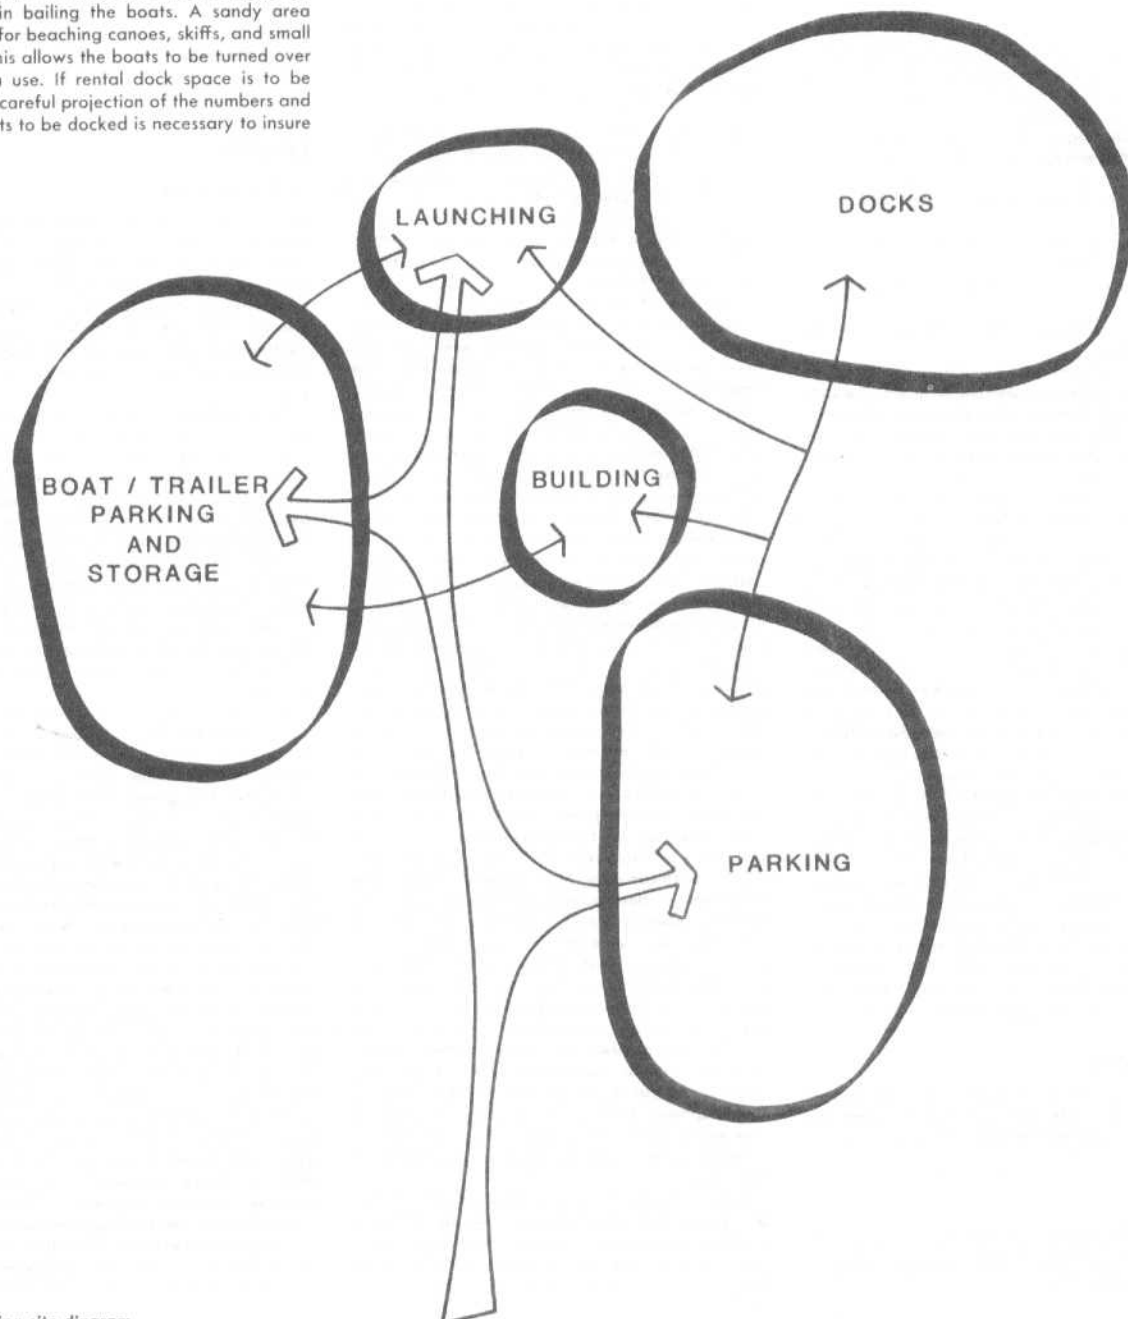 in bailing the boats. A sandy area
for beaching canoes, skiffs, and small
his allows the boats to be turned over
use. If rental dock space is to be
careful projection of the numbers and
ts to be docked is necessary to insure
LAUNCHING
DOCKS
BUILDING
BOAT / TRAILER
PARKING
AND
STORAGE
PARKING